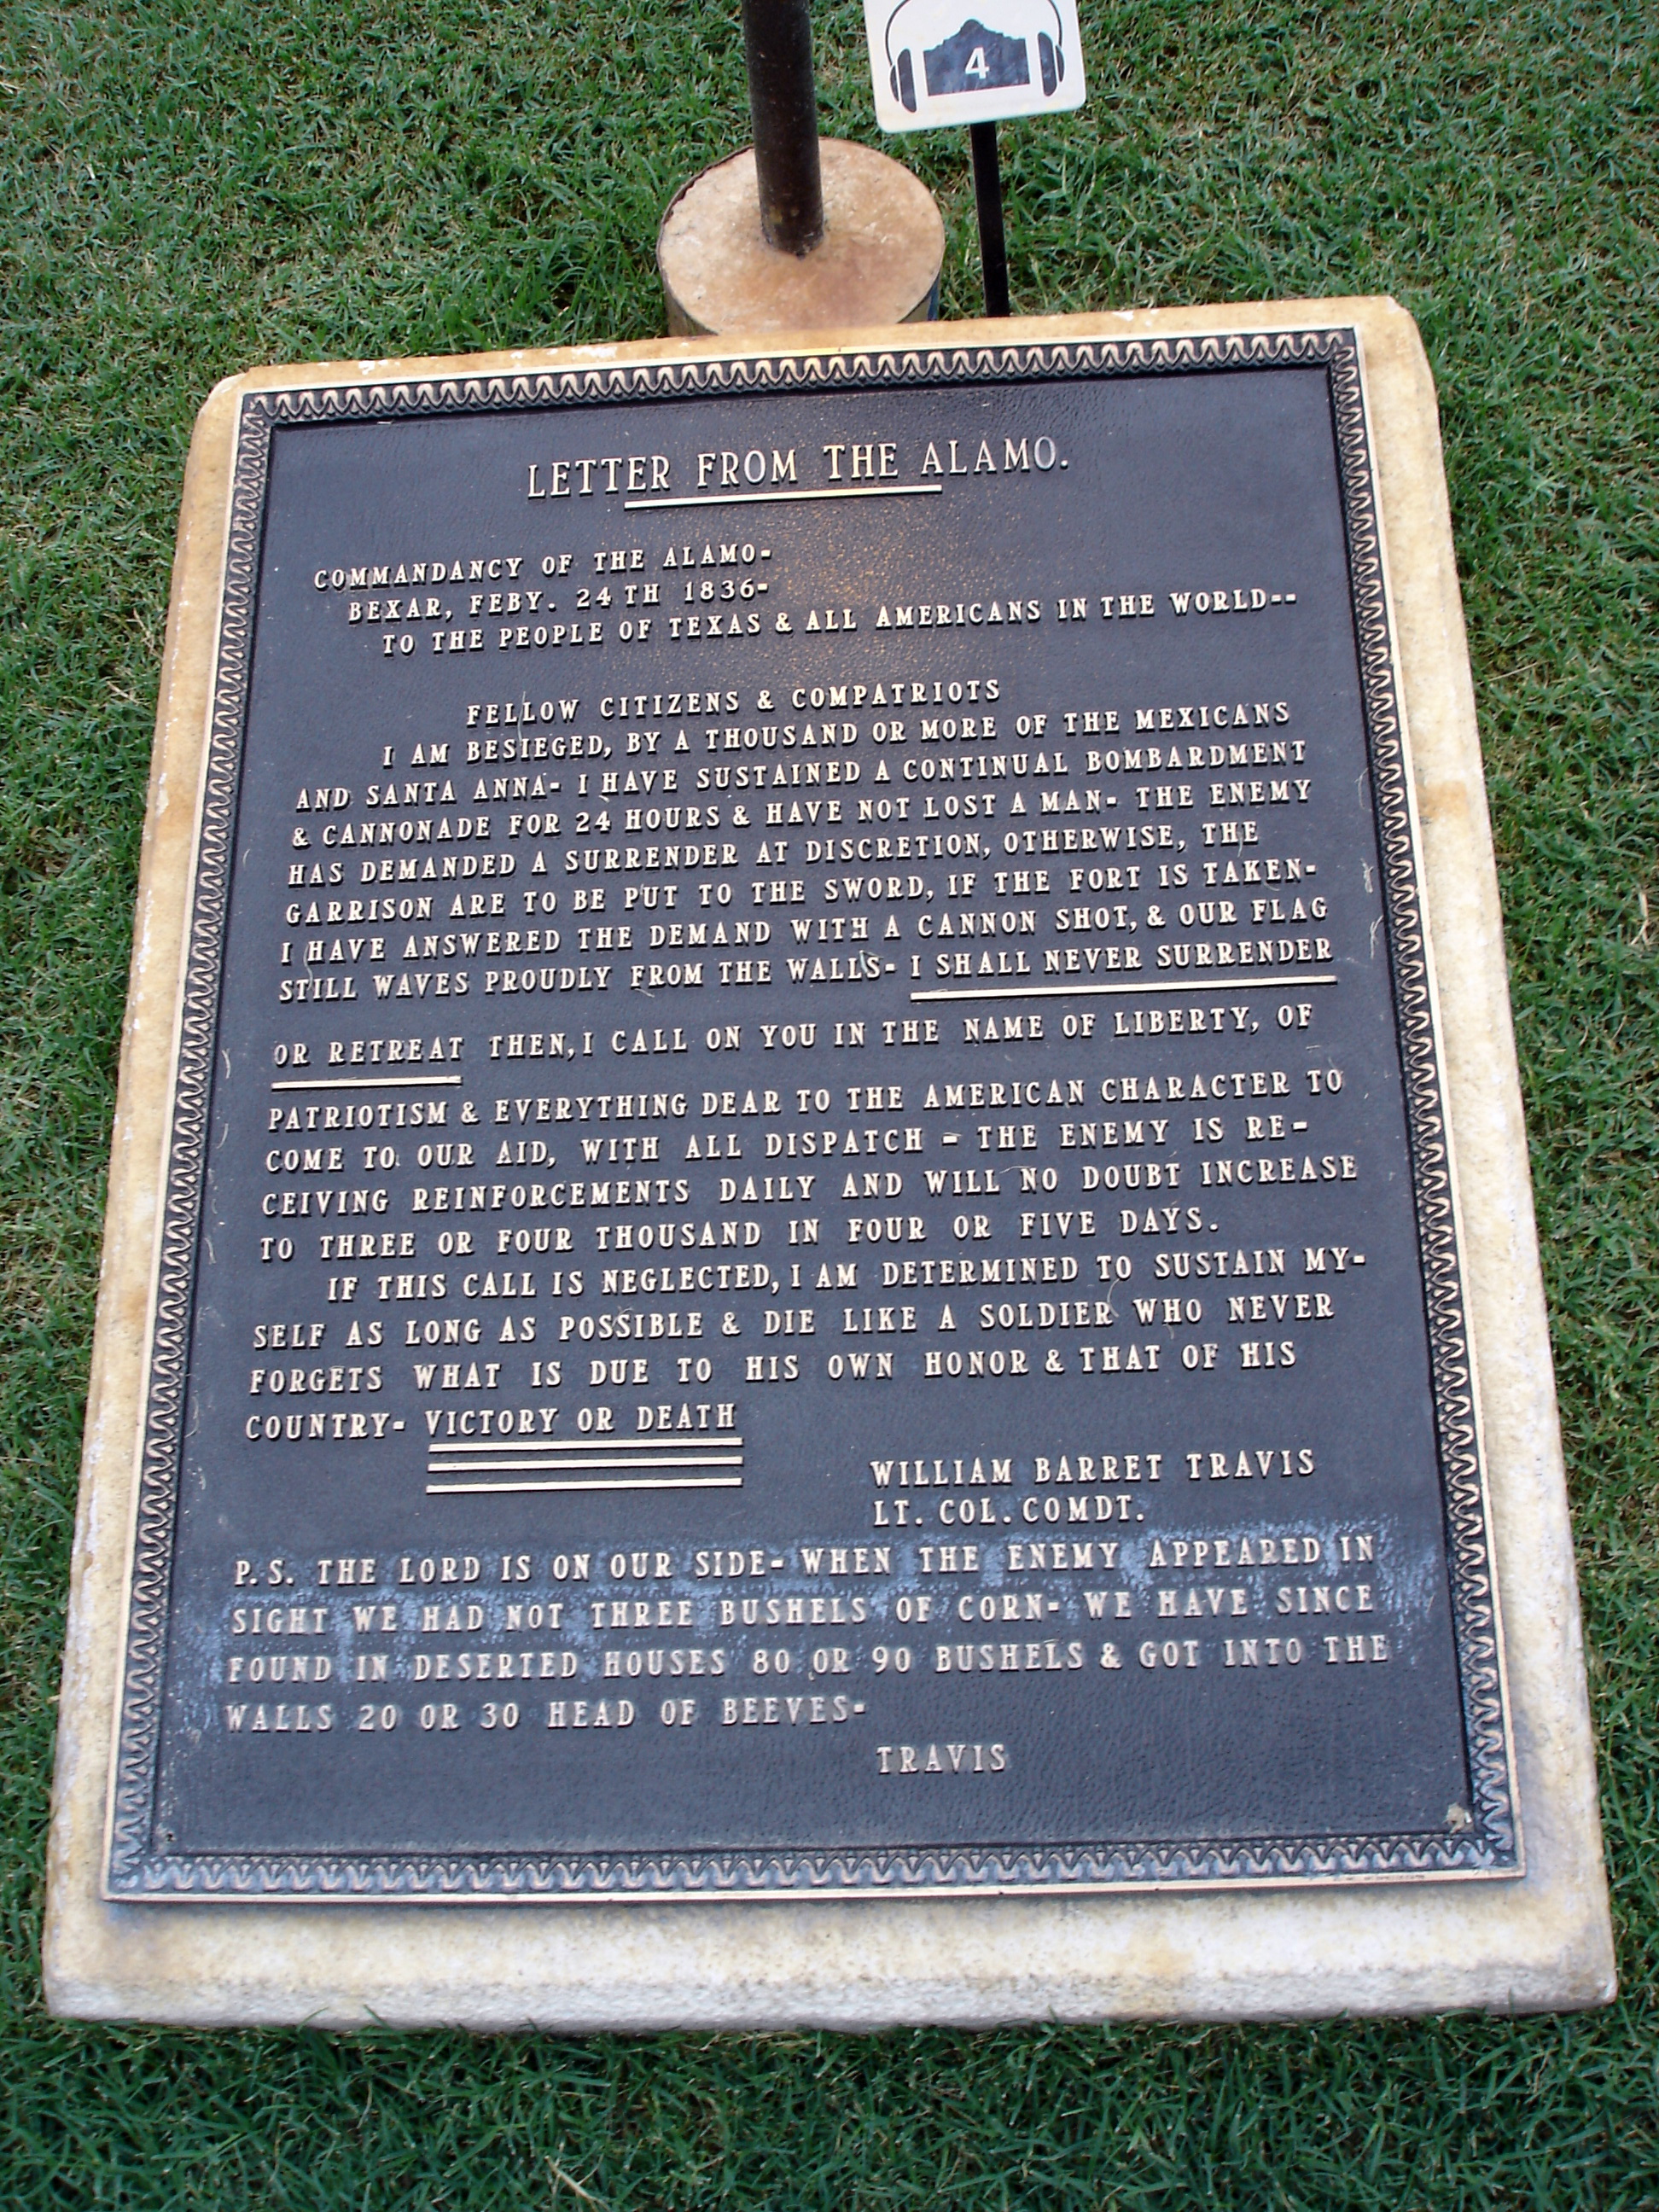 4
LETTER FROM THE ALAMO.
COMMANDANCY OF THE ALAMO-
BEXAR, FEBY. 24TH 1836-
TO THE PEOPLE OF TEXAS & ALL AMERICANS IN THE WORLD--
FELLOW CITIZENS & COMPATRIOTS
I AM BESIEGED, BY A THOUSAND OR MORE OF THE MEXICANS
AND SANTA ANNA- I HAVE SUSTAINED A CONTINUAL BOMBARDMENT
& CANNONADE FOR 24 HOURS & HAVE NOT LOST A MAN- THE ENEMY
HAS DEMANDED A SURRENDER AT DISCRETION, OTHERWISE, THE
GARRISON ARE TO BE PUT TO THE SWORD, IF THE FORT IS TAKEN-
I HAVE ANSWERED THE DEMAND WITH A CANNON SHOT, & OUR FLAG
STILL WAVES PROUDLY FROM THE WALLS- I SHALL NEVER SURRENDER
OR RETREAT THEN, I CALL ON YOU IN THE NAME OF LIBERTY, OF
PATRIOTISM & EVERYTHING DEAR TO THE AMERICAN CHARACTER TO
COME TO OUR AID, WITH ALL DISPATCH - THE ENEMY IS RE-
CEIVING REINFORCEMENTS DAILY AND WILL NO DOUBT INCREASE
TO THREE OR FOUR THOUSAND IN FOUR OR FIVE DAYS.
IF THIS CALL IS NEGLECTED, I AM DETERMINED TO SUSTAIN MY-
SELF AS LONG AS POSSIBLE & DIE LIKE A SOLDIER WHO NEVER
FORGETS WHAT IS DUE TO HIS OWN HONOR & THAT OF HIS
COUNTRY- VICTORY OR DEATH
WILLIAM BARRET TRAVIS
LT. COL. COMDT.
P.S. THE LORD IS ON OUR SIDE- WHEN THE ENEMY APPEARED IN
SIGHT WE HAD NOT THREE BUSHELS OF CORN- WE HAVE SINCE
FOUND IN DESERTED HOUSES 80 OR 90 BUSHELS & GOT INTO THE
WALLS 20 OR 30 HEAD OF BEEVES-
TRAVIS